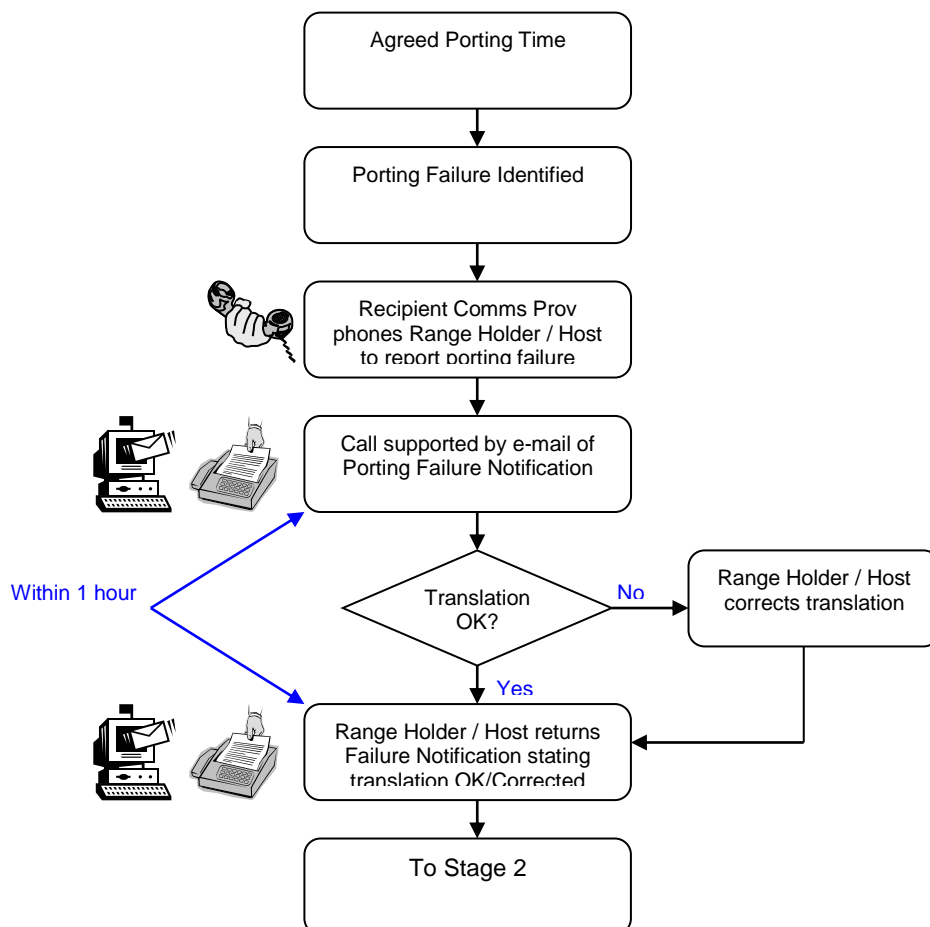 Agreed Porting Time
Porting Failure Identified
Recipient Comms Prov
phones Range Holder / Host
to report porting failure
Call supported by e-mail of
Porting Failure Notification
Within 1 hour
Translation
OK?
No
Range Holder / Host
corrects translation
Yes
Range Holder / Host returns
Failure Notification stating
translation OK/Corrected
To Stage 2